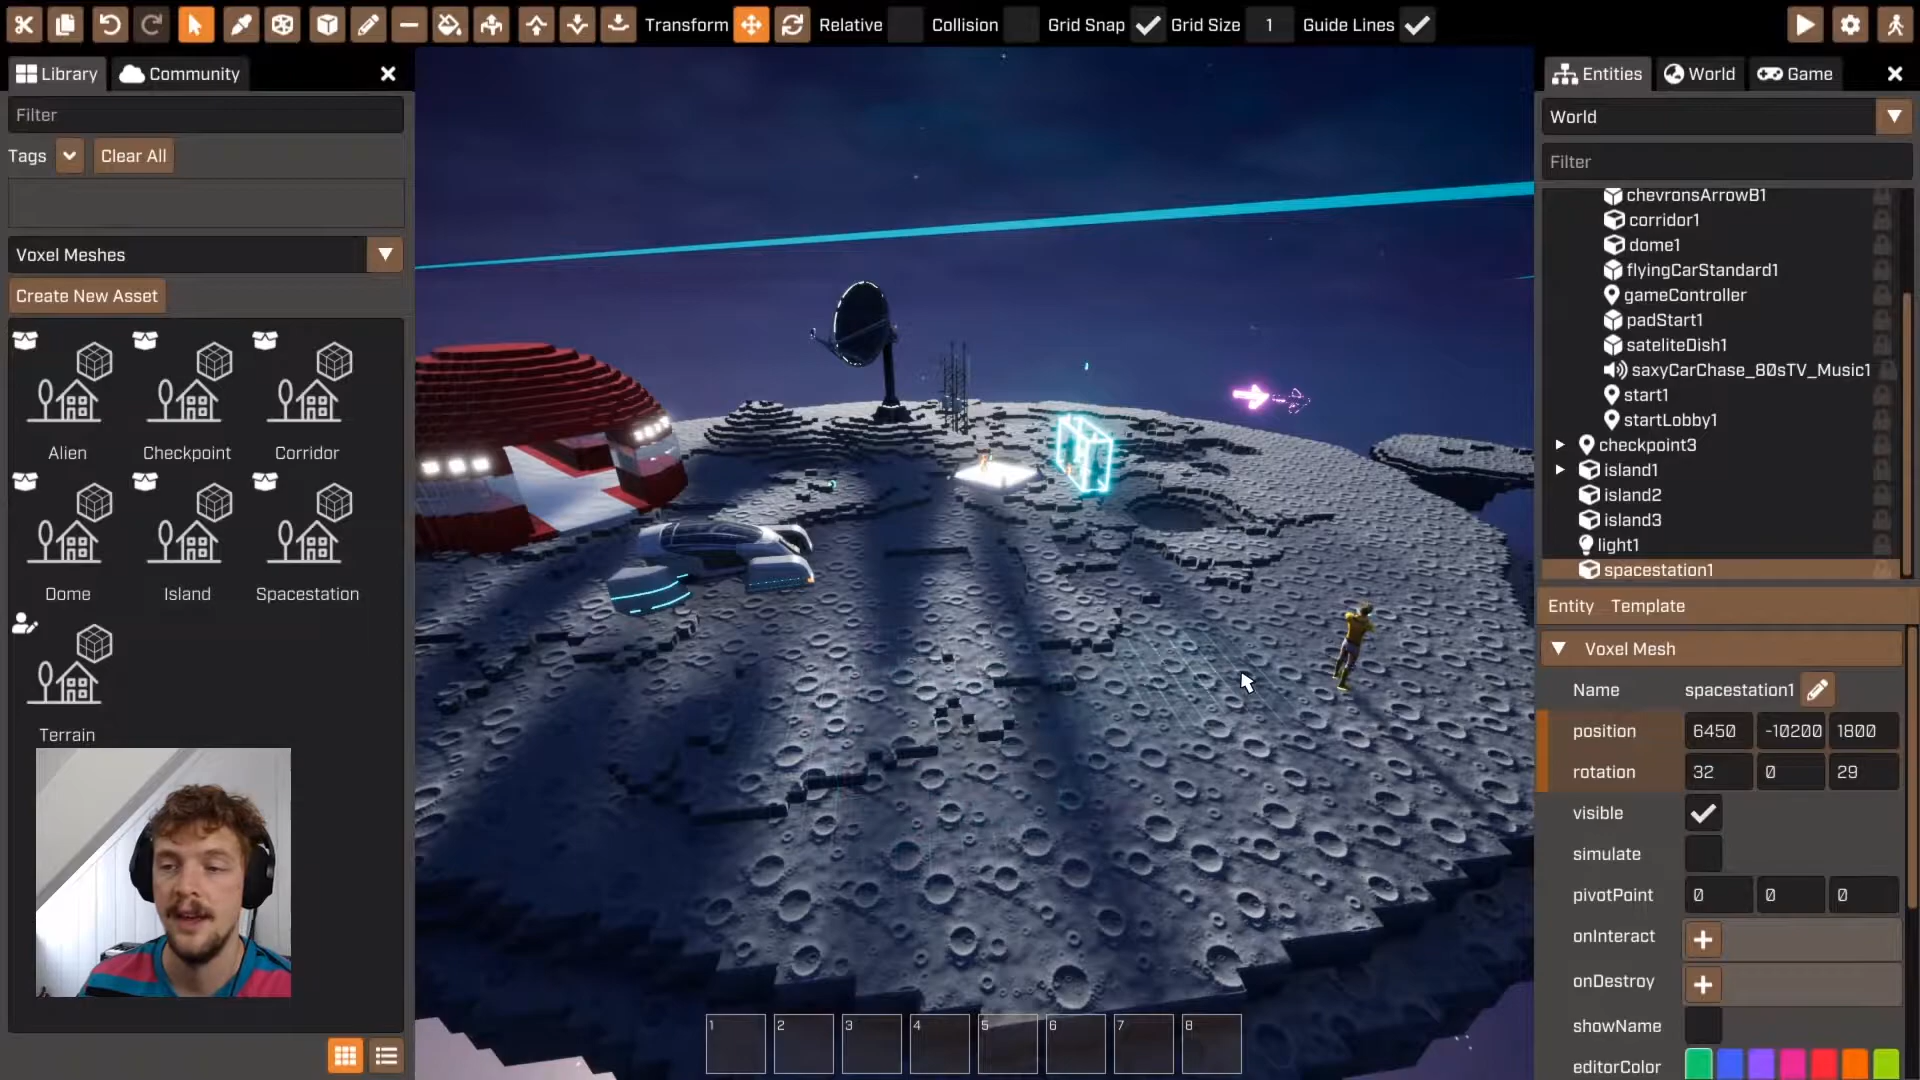 Transform Relative Collision Grid Snap Grid Size 1 Guide Lines
Library Community
Filter
Tags Clear All
Voxel Meshes
Create New Asset
Alien Checkpoint Corridor
Dome Island Spacestation
Terrain
1 2 3 4 5 6 7 8
Entities World Game
World
Filter
chevronsArrowB1
corridor1
dome1
flyingCarStandard1
gameController
padStart1
sateliteDish1
saxyCarChase_80sTV_Music1
start1
startLobby1
checkpoint3
island1
island2
island3
light1
spacestation1
Entity Template
Voxel Mesh
Name spacestation1
position 6450 -10200 1800
rotation 32 0 29
visible
simulate
pivotPoint 0 0 0
onInteract
onDestroy
showName
editorColor